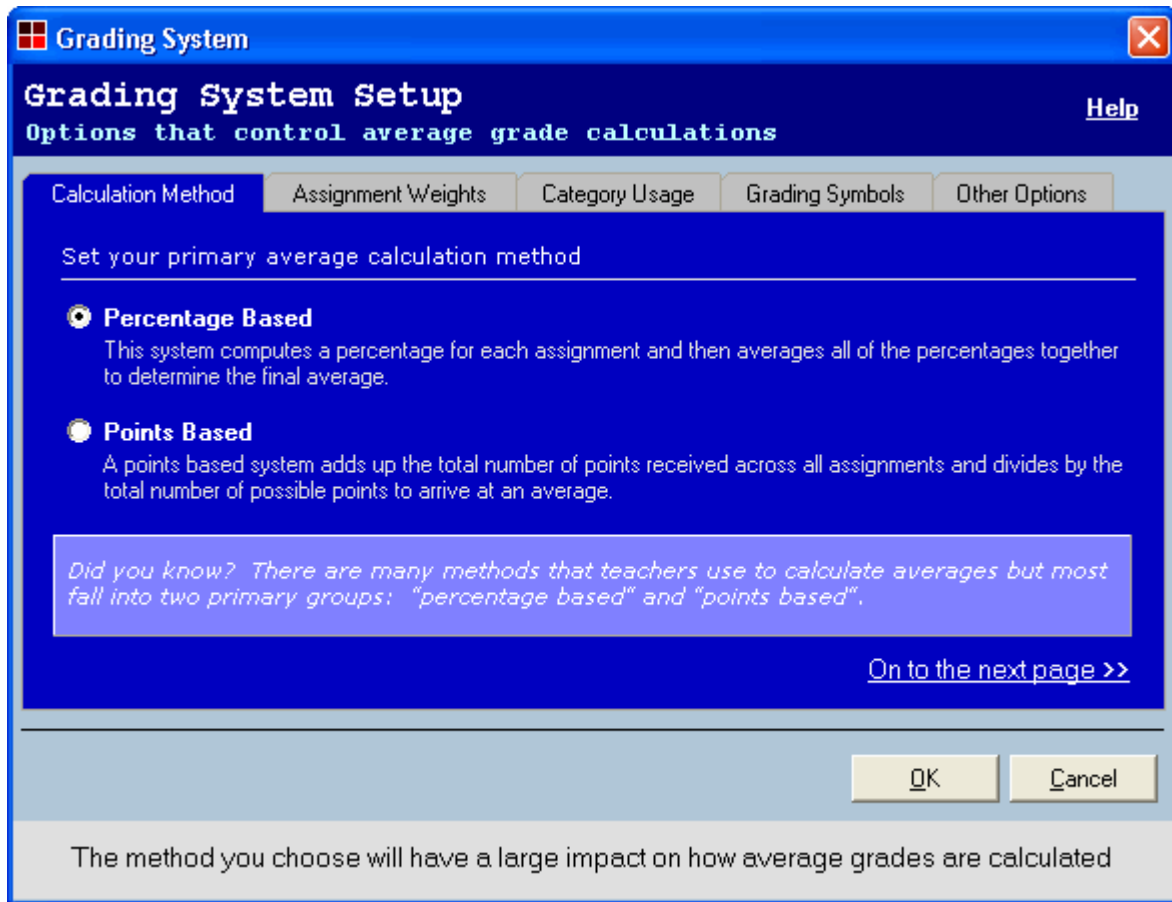 Grading System
Grading System Setup
Help
Options that control average grade calculations
Calculation Method
Assignment Weights
Category Usage
Grading Symbols
Other Options
Set your primary average calculation method
Percentage Based
This system computes a percentage for each assignment and then averages all of the percentages together
to determine the final average.
Points Based
A points based system adds up the total number of points received across all assignments and divides by the
total number of possible points to arrive at an average.
Did you know?  There are many methods that teachers use to calculate averages but most
fall into two primary groups:  "percentage based" and "points based".
On to the next page >>
OK
Cancel
The method you choose will have a large impact on how average grades are calculated